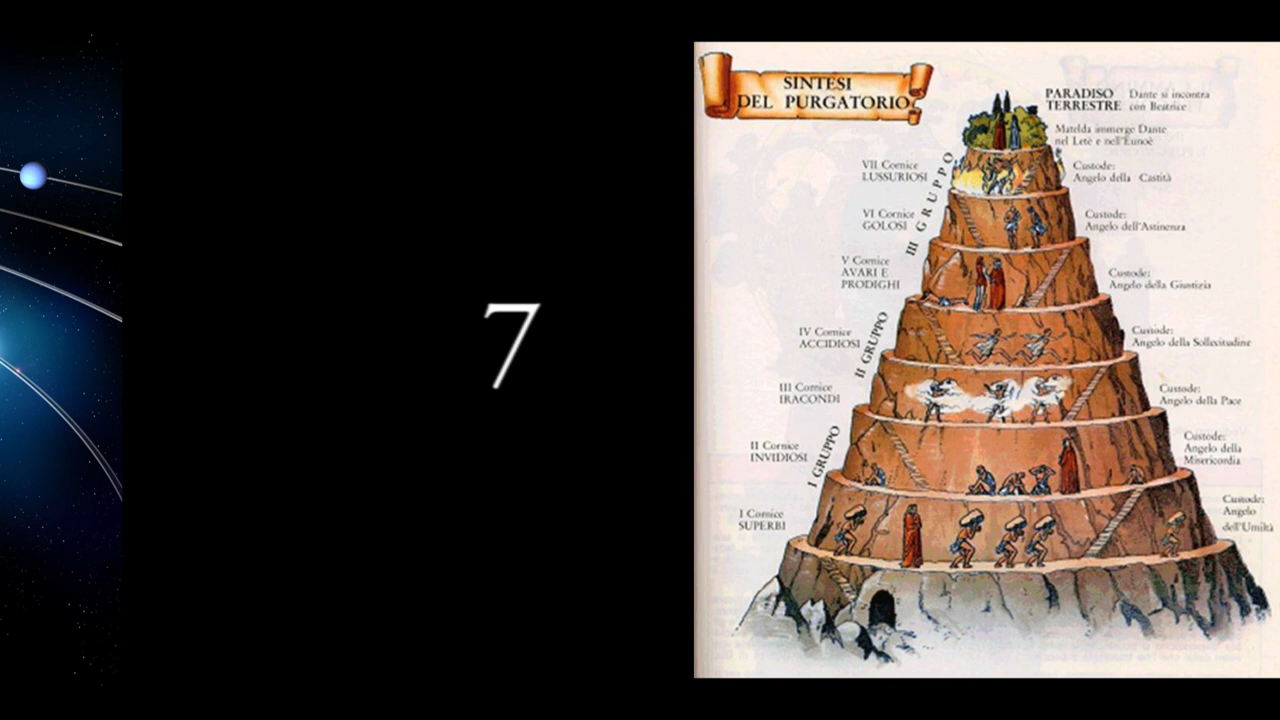 7
SINTESI
DEL PURGATORIO
PARADISO
TERRESTRE
Dante si incontra
con Beatrice
Matelda immerge Dante
nel Letè e nell'Eunoè
VII Cornice
LUSSURIOSI
Custode:
Angelo della Castità
III GRUPPO
VI Cornice
GOLOSI
Custode:
Angelo dell'Astinenza
V Cornice
AVARI E
PRODIGHI
Custode:
Angelo della Giustizia
II GRUPPO
IV Cornice
ACCIDIOSI
Custode:
Angelo della Sollecitudine
III Cornice
IRACONDI
Custode:
Angelo della Pace
I GRUPPO
II Cornice
INVIDIOSI
Custode:
Angelo della
Misericordia
I Cornice
SUPERBI
Custode:
Angelo
dell'Umiltà